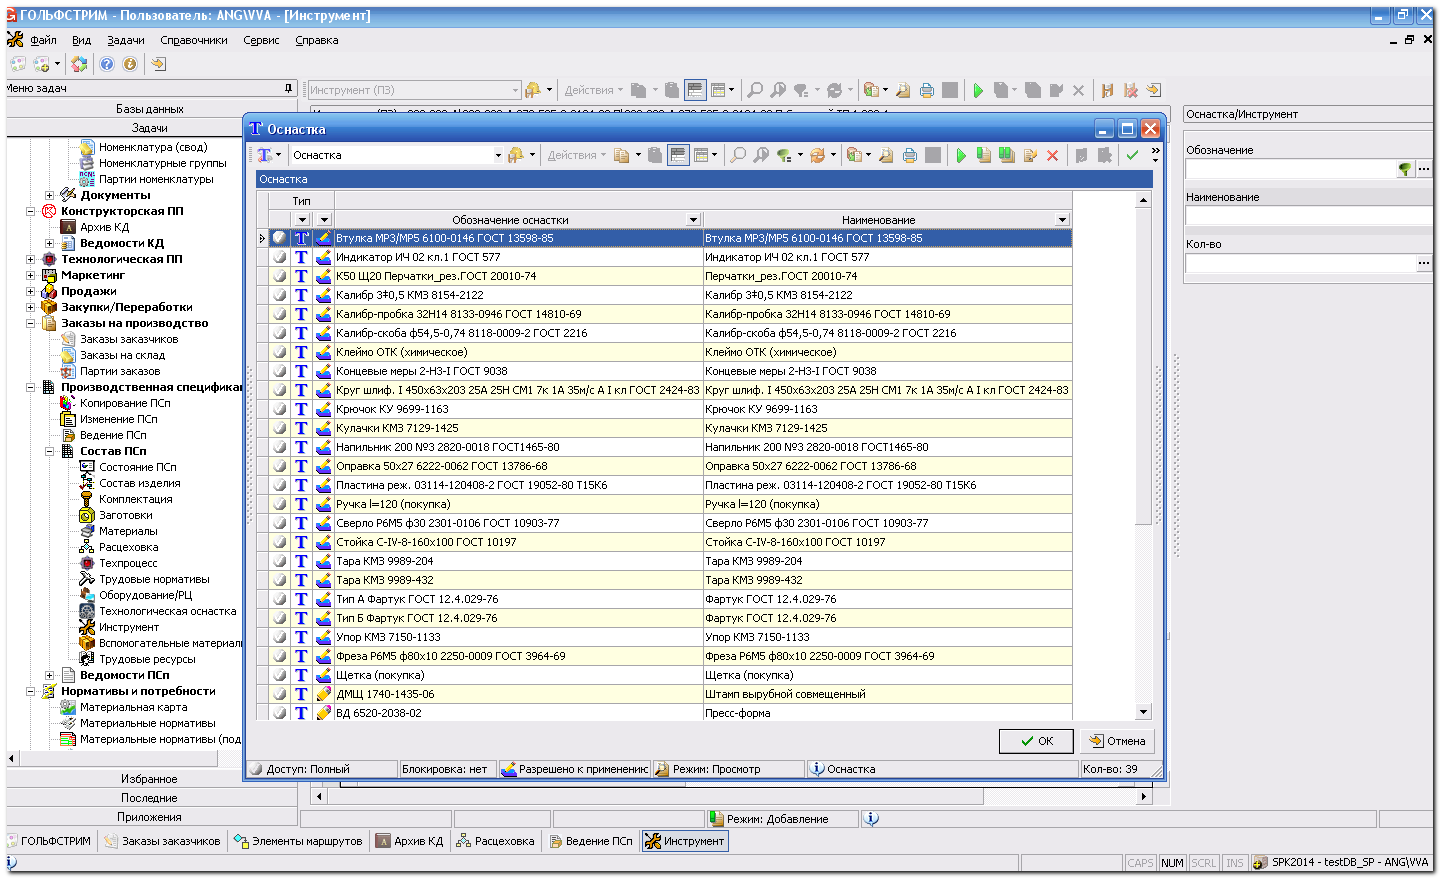 ГОЛЬФСТРИМ - Пользователь: ANG\VVA - [Инструмент]
Файл Вид Задачи Справочники Сервис Справка
Меню задач
Инструмент (ПЗ)
Действия
Базы данных
Задачи
Номенклатура (свод)
Номенклатурные группы
Партии номенклатуры
Документы
Конструкторская ПП
Архив КД
Ведомости КД
Технологическая ПП
Маркетинг
Продажи
Закупки/Переработки
Заказы на производство
Заказы заказчиков
Заказы на склад
Партии заказов
Производственная специфика
Копирование ПСп
Изменение ПСп
Ведение ПСп
Состав ПСп
Состояние ПСп
Состав изделия
Комплектация
Заготовки
Материалы
Расцеховка
Техпроцесс
Трудовые нормативы
Оборудование/РЦ
Технологическая оснастка
Инструмент
Вспомогательные материал
Трудовые ресурсы
Ведомости ПСп
Нормативы и потребности
Материальная карта
Материальные нормативы
Материальные нормативы (под
Избранное
Последние
Приложения
Оснастка
Оснастка
Действия
Оснастка
Тип
Обозначение оснастки Наименование
Втулка МР3/МР5 6100-0146 ГОСТ 13598-85 Втулка МР3/МР5 6100-0146 ГОСТ 13598-85
Индикатор ИЧ 02 кл.1 ГОСТ 577 Индикатор ИЧ 02 кл.1 ГОСТ 577
К50 Щ20 Перчатки_рез.ГОСТ 20010-74 Перчатки_рез.ГОСТ 20010-74
Калибр 3‡0,5 КМЗ 8154-2122 Калибр 3‡0,5 КМЗ 8154-2122
Калибр-пробка 32Н14 8133-0946 ГОСТ 14810-69 Калибр-пробка 32Н14 8133-0946 ГОСТ 14810-69
Калибр-скоба ф54,5-0,74 8118-0009-2 ГОСТ 2216 Калибр-скоба ф54,5-0,74 8118-0009-2 ГОСТ 2216
Клеймо ОТК (химическое) Клеймо ОТК (химическое)
Концевые меры 2-Н3-I ГОСТ 9038 Концевые меры 2-Н3-I ГОСТ 9038
Круг шлиф. I 450х63х203 25А 25Н СМ1 7к 1А 35м/с А I кл ГОСТ 2424-83 Круг шлиф. I 450х63х203 25А 25Н СМ1 7к 1А 35м/с А I кл ГОСТ 2424-83
Крючок КУ 9699-1163 Крючок КУ 9699-1163
Кулачки КМЗ 7129-1425 Кулачки КМЗ 7129-1425
Напильник 200 №3 2820-0018 ГОСТ1465-80 Напильник 200 №3 2820-0018 ГОСТ1465-80
Оправка 50х27 6222-0062 ГОСТ 13786-68 Оправка 50х27 6222-0062 ГОСТ 13786-68
Пластина реж. 03114-120408-2 ГОСТ 19052-80 Т15К6 Пластина реж. 03114-120408-2 ГОСТ 19052-80 Т15К6
Ручка l=120 (покупка) Ручка l=120 (покупка)
Сверло Р6М5 ф30 2301-0106 ГОСТ 10903-77 Сверло Р6М5 ф30 2301-0106 ГОСТ 10903-77
Стойка С-IV-8-160х100 ГОСТ 10197 Стойка С-IV-8-160х100 ГОСТ 10197
Тара КМЗ 9989-204 Тара КМЗ 9989-204
Тара КМЗ 9989-432 Тара КМЗ 9989-432
Тип А Фартук ГОСТ 12.4.029-76 Фартук ГОСТ 12.4.029-76
Тип Б Фартук ГОСТ 12.4.029-76 Фартук ГОСТ 12.4.029-76
Упор КМЗ 7150-1133 Упор КМЗ 7150-1133
Фреза Р6М5 ф80х10 2250-0009 ГОСТ 3964-69 Фреза Р6М5 ф80х10 2250-0009 ГОСТ 3964-69
Щетка (покупка) Щетка (покупка)
ДМЩ 1740-1435-06 Штамп вырубной совмещенный
ВД 6520-2038-02 Пресс-форма
OK Отмена
Доступ: Полный Блокировка: нет Разрешено к применению Режим: Просмотр Оснастка Кол-во: 39
Оснастка/Инструмент
Обозначение
Наименование
Кол-во
Режим: Добавление
ГОЛЬФСТРИМ Заказы заказчиков Элементы маршрутов Архив КД Расцеховка Ведение ПСп Инструмент
CAPS NUM SCRL INS SPK2014 - testDB_SP - ANG\VVA